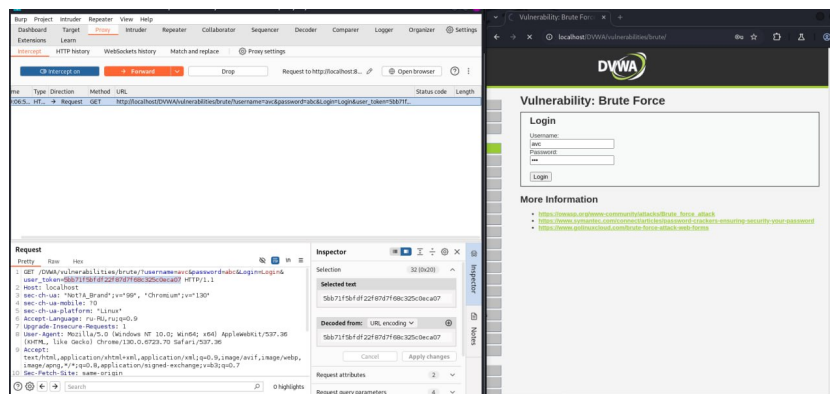 Burp Project Intruder Repeater View Help
Dashboard Target Proxy Intruder Repeater Collaborator Sequencer Decoder Comparer Logger Organizer Settings
Extensions Learn
Intercept HTTP history WebSockets history Match and replace Proxy settings
Intercept on Forward Drop Request to http://localhost:8... Open browser
me Type Direction Method URL Status code Length
:06:5... HT... → Request GET http://localhost/DVWA/vulnerabilities/brute/?username=avc&password=abc&Login=Login&user_token=5bb71f...
Request
Pretty Raw Hex
1 GET /DVWA/vulnerabilities/brute/?username=avc&password=abc&Login=Login&
user_token=5bb71f5bfdf22f87d7f68c325c0eca07 HTTP/1.1
2 Host: localhost
3 sec-ch-ua: "Not?A_Brand";v="99", "Chromium";v="130"
4 sec-ch-ua-mobile: ?0
5 sec-ch-ua-platform: "Linux"
6 Accept-Language: ru-RU,ru;q=0.9
7 Upgrade-Insecure-Requests: 1
8 User-Agent: Mozilla/5.0 (Windows NT 10.0; Win64; x64) AppleWebKit/537.36
(KHTML, like Gecko) Chrome/130.0.6723.70 Safari/537.36
9 Accept:
text/html,application/xhtml+xml,application/xml;q=0.9,image/avif,image/webp,
image/apng,*/*;q=0.8,application/signed-exchange;v=b3;q=0.7
10 Sec-Fetch-Site: same-origin
Search 0 highlights
Inspector
Selection 32 (0x20)
Selected text
5bb71f5bfdf22f87d7f68c325c0eca07
Decoded from: URL encoding
5bb71f5bfdf22f87d7f68c325c0eca07
Cancel Apply changes
Request attributes 2
Request query parameters 4
Inspector
Notes
Vulnerability: Brute For
localhost/DVWA/vulnerabilities/brute/
DVWA
Vulnerability: Brute Force
Login
Username:
avc
Password:
•••
Login
More Information
https://owasp.org/www-community/attacks/Brute_force_attack
https://www.symantec.com/connect/articles/password-crackers-ensuring-security-your-password
https://www.golinuxcloud.com/brute-force-attack-web-forms